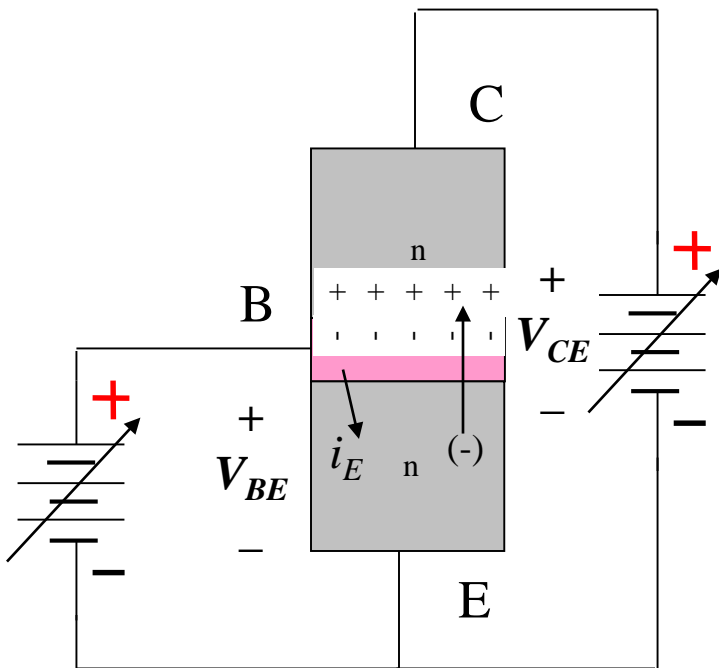 C
n
+ + + + +
- - - - -
B
+
V_CE
−
+
−
+
+
V_BE
−
−
i_E
n
(-)
E